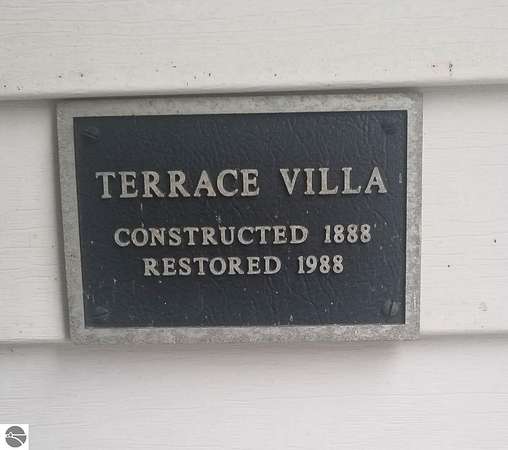 TERRACE VILLA
CONSTRUCTED 1888
RESTORED 1988